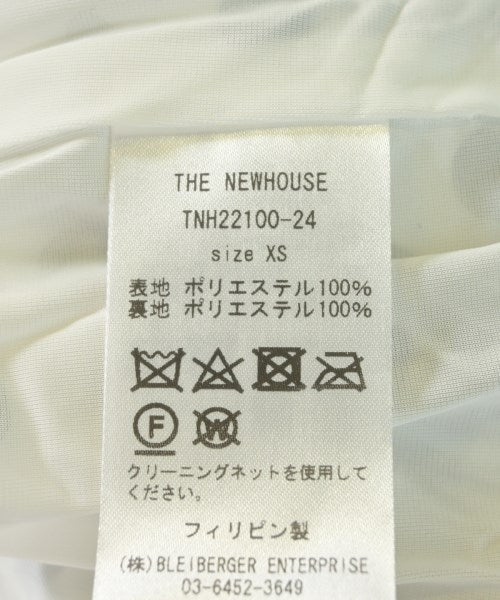 THE NEWHOUSE
TNH22100-24
size XS
表地 ポリエステル100%
裏地 ポリエステル100%
F W
クリーニングネットを使用して
ください。
フィリピン製
(株)BLEIBERGER ENTERPRISE
03-6452-3649